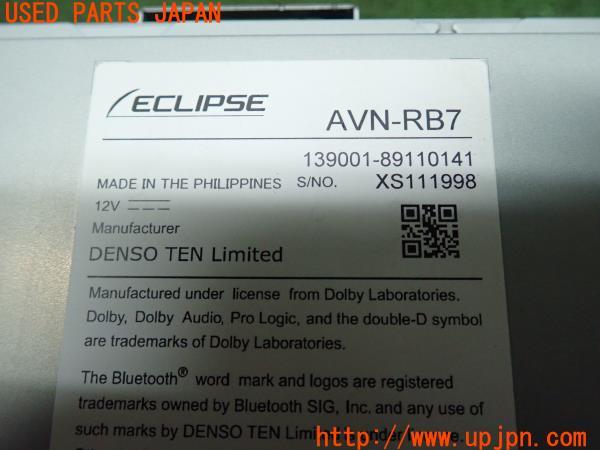 USED PARTS JAPAN
ECLIPSE
AVN-RB7
139001-89110141
MADE IN THE PHILIPPINES S/NO. XS111998
12V
Manufacturer
DENSO TEN Limited
Manufactured under license from Dolby Laboratories.
Dolby, Dolby Audio, Pro Logic, and the double-D symbol
are trademarks of Dolby Laboratories.
The Bluetooth® word mark and logos are registered
trademarks owned by Bluetooth SIG, Inc. and any use of
such marks by DENSO TEN Limited under
http://www.upjpn.com